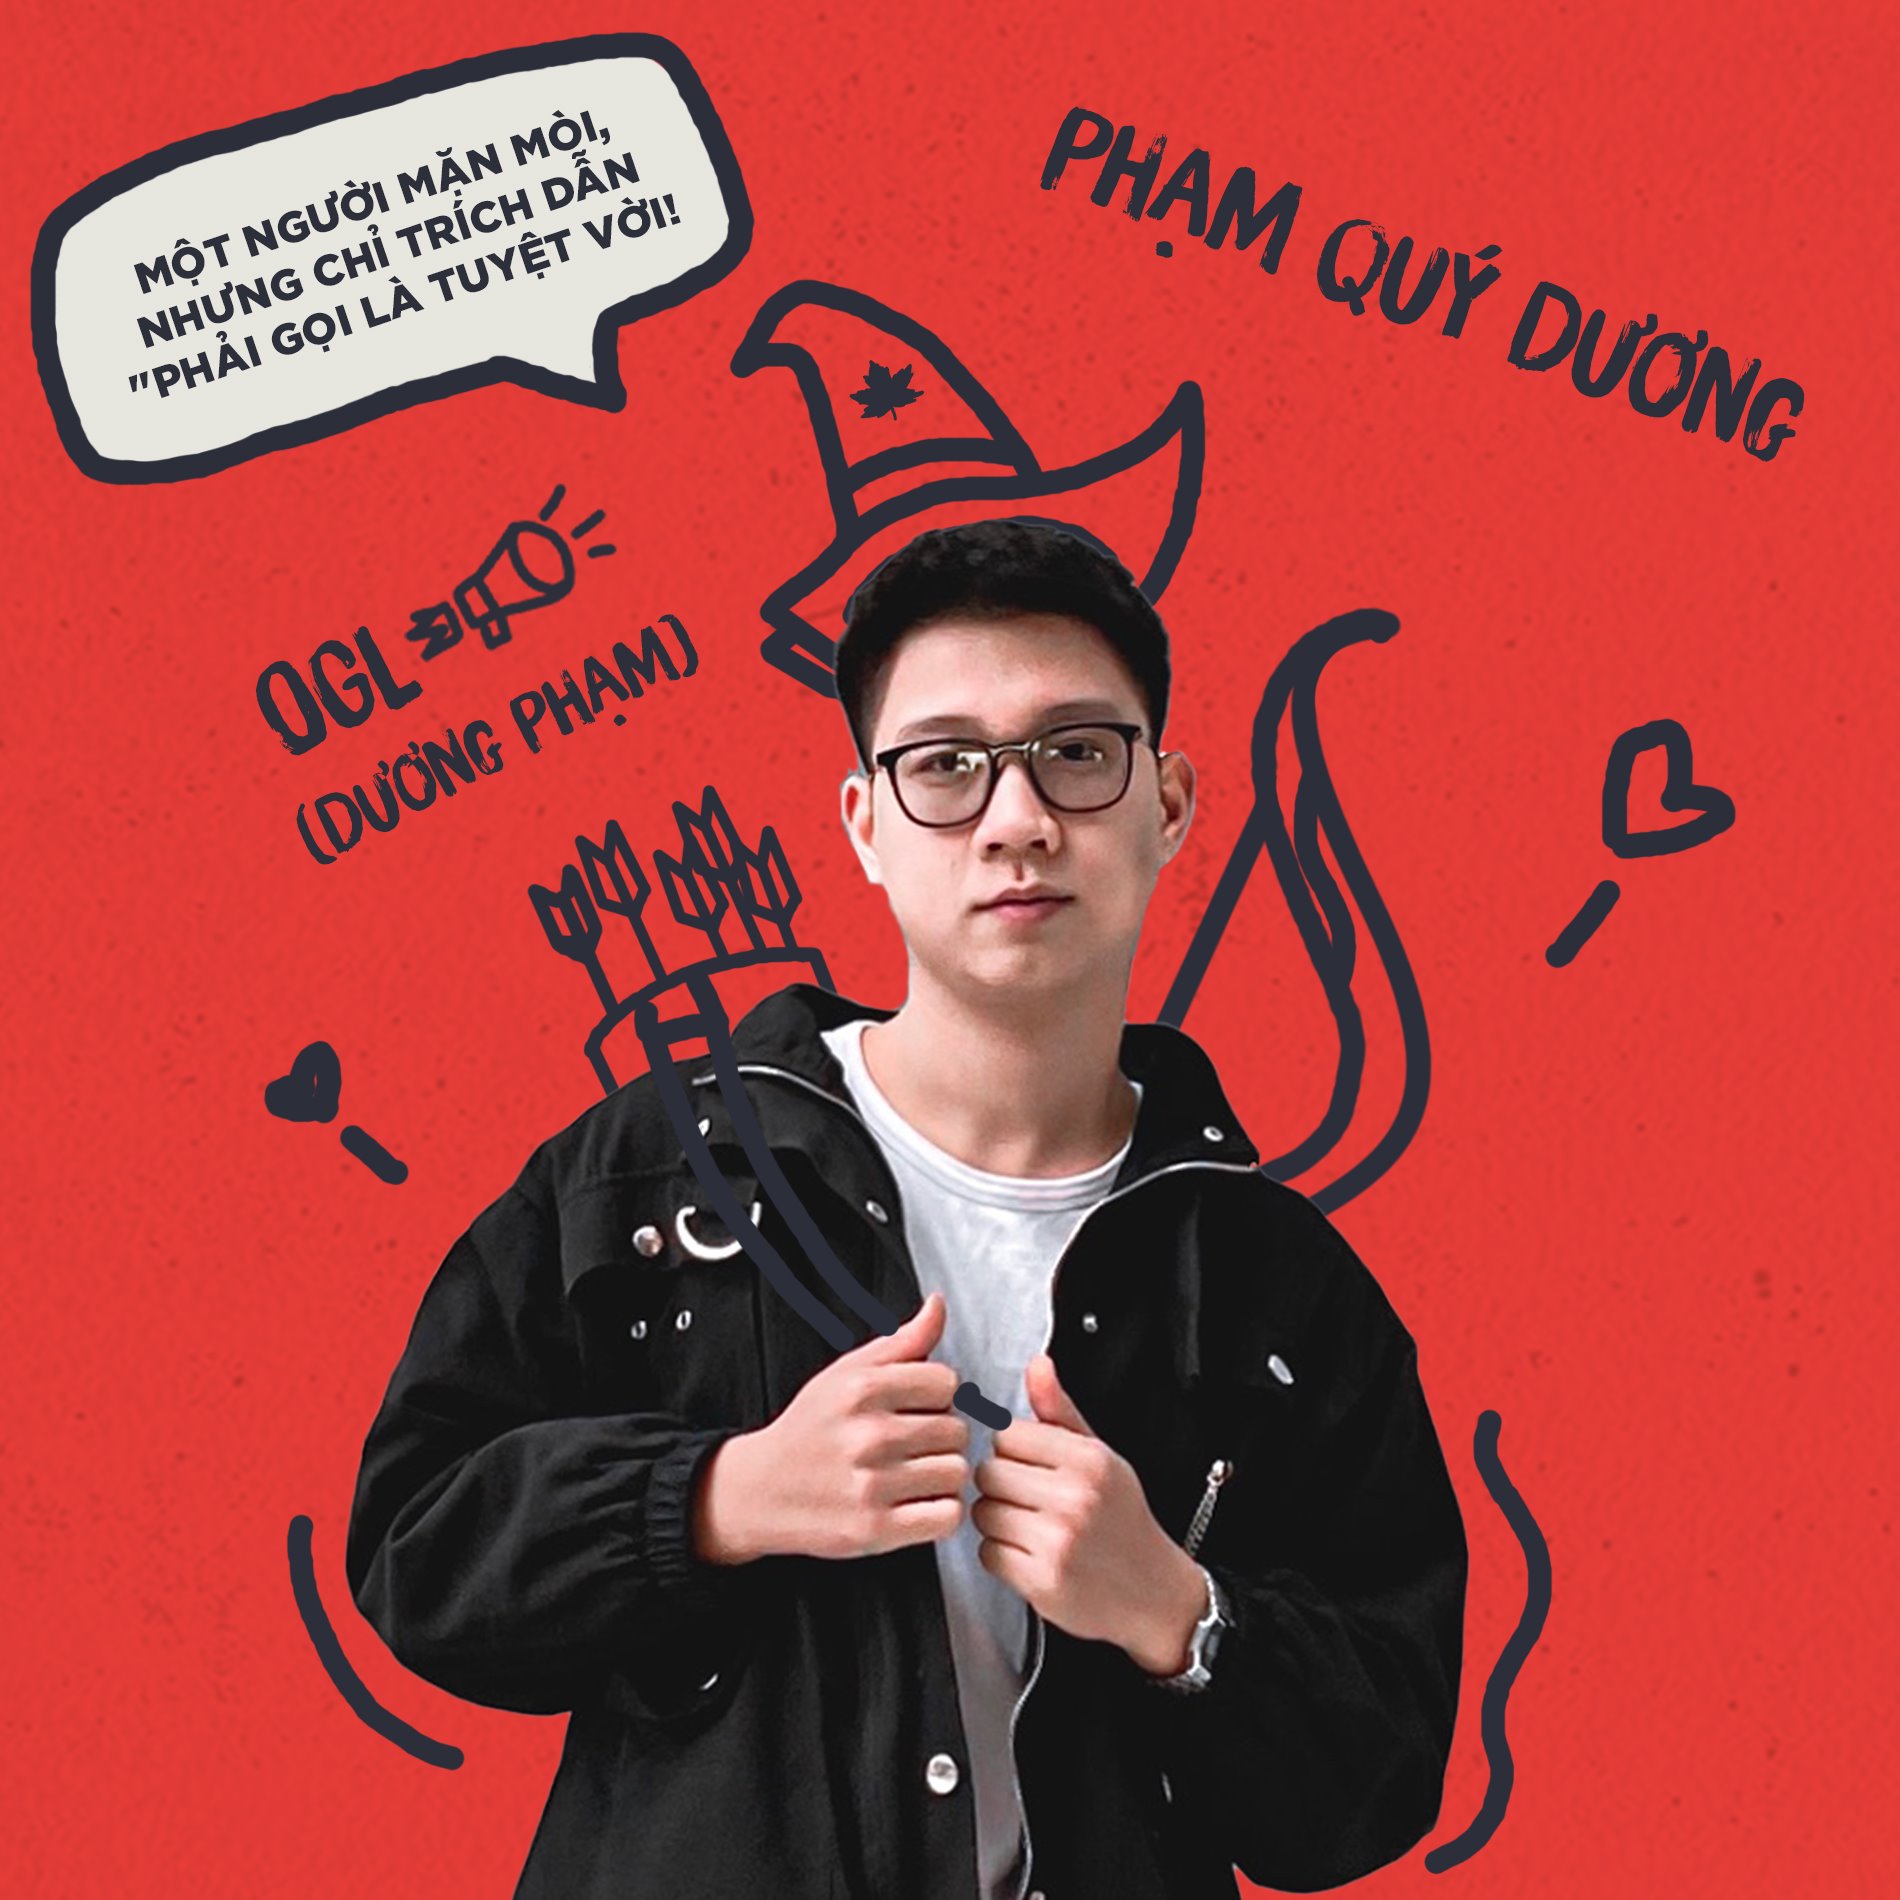 MỘT NGƯỜI MẶN MÒI,
NHƯNG CHỈ TRÍCH DẪN
"PHẢI GỌI LÀ TUYỆT VỜI!
PHẠM QUÝ DƯƠNG
OGL
(DƯƠNG PHẠM)